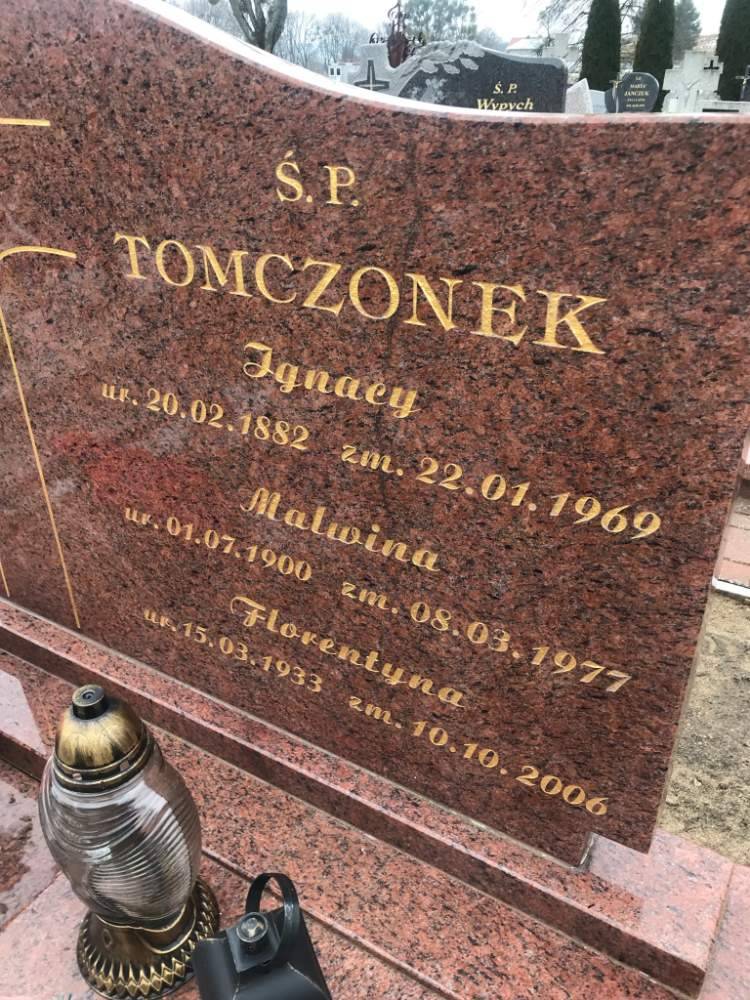 Ś. P.
Wypych
JANCZUK
Ś. P.
TOMCZONEK
Ignacy
ur. 20.02.1882 zm. 22.01.1969
Malwina
ur. 01.07.1900 zm. 08.03.1977
Florentyna
ur. 15.03.1933 zm. 10.10.2006